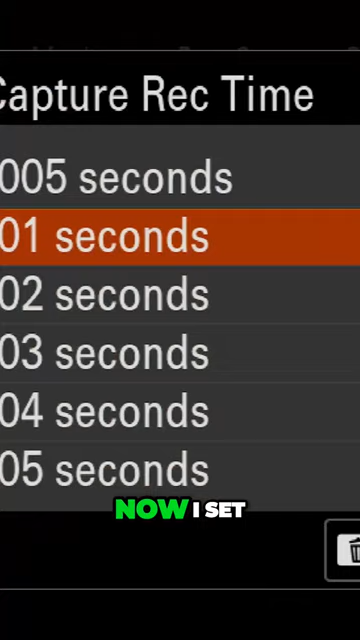 Capture Rec Time
005 seconds
01 seconds
02 seconds
03 seconds
04 seconds
05 seconds
NOW I SET